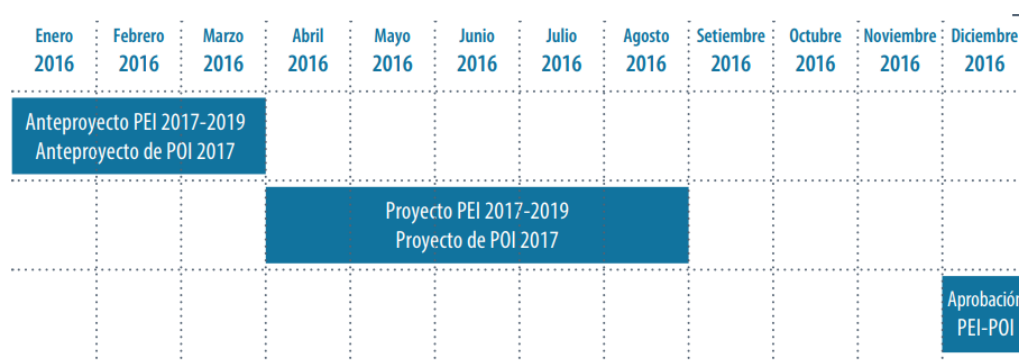 Enero Febrero Marzo Abril Mayo Junio Julio Agosto Setiembre Octubre Noviembre Diciembre
2016 2016 2016 2016 2016 2016 2016 2016 2016 2016 2016 2016
Anteproyecto PEI 2017-2019
Anteproyecto de POI 2017
Proyecto PEI 2017-2019
Proyecto de POI 2017
Aprobación
PEI-POI